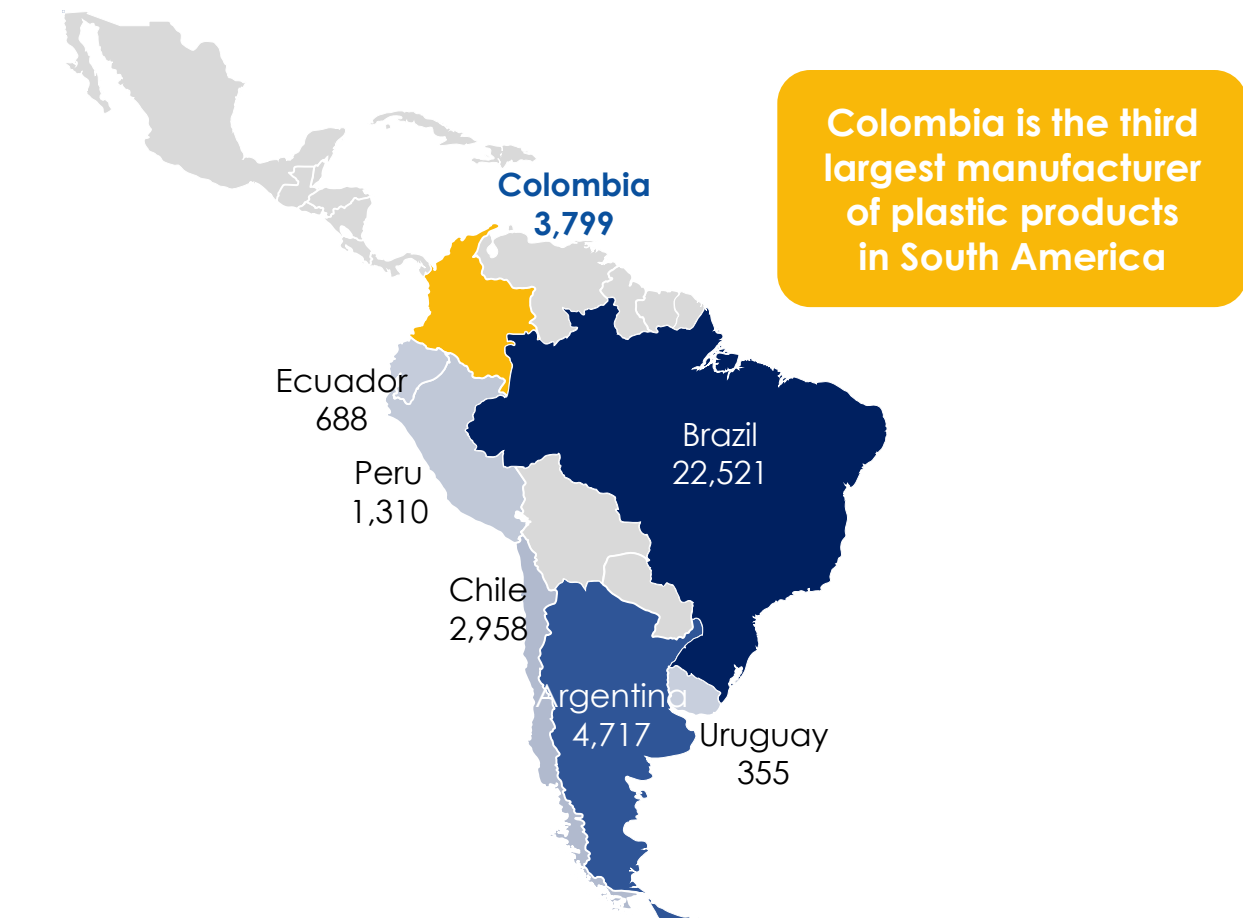 Colombia is the third
largest manufacturer
of plastic products
in South America
Colombia
3,799
Ecuador
688
Brazil
22,521
Peru
1,310
Chile
2,958
Argentina
4,717
Uruguay
355